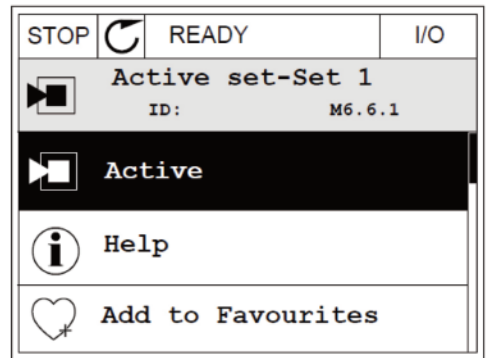 STOP READY I/O
Active set-Set 1
ID: M6.6.1
Active
Help
Add to Favourites